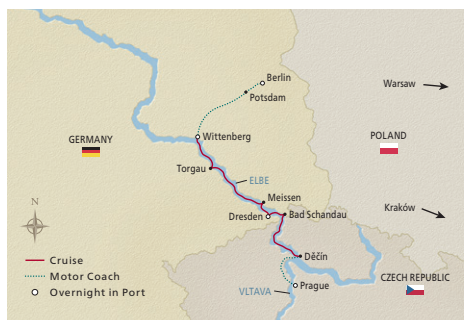 Berlin
Potsdam
Warsaw
Wittenberg
GERMANY
POLAND
Torgau
ELBE
Meissen
Dresden
Bad Schandau
Kraków
N
Cruise
Motor Coach
Overnight in Port
Děčín
CZECH REPUBLIC
VLTAVA
Prague